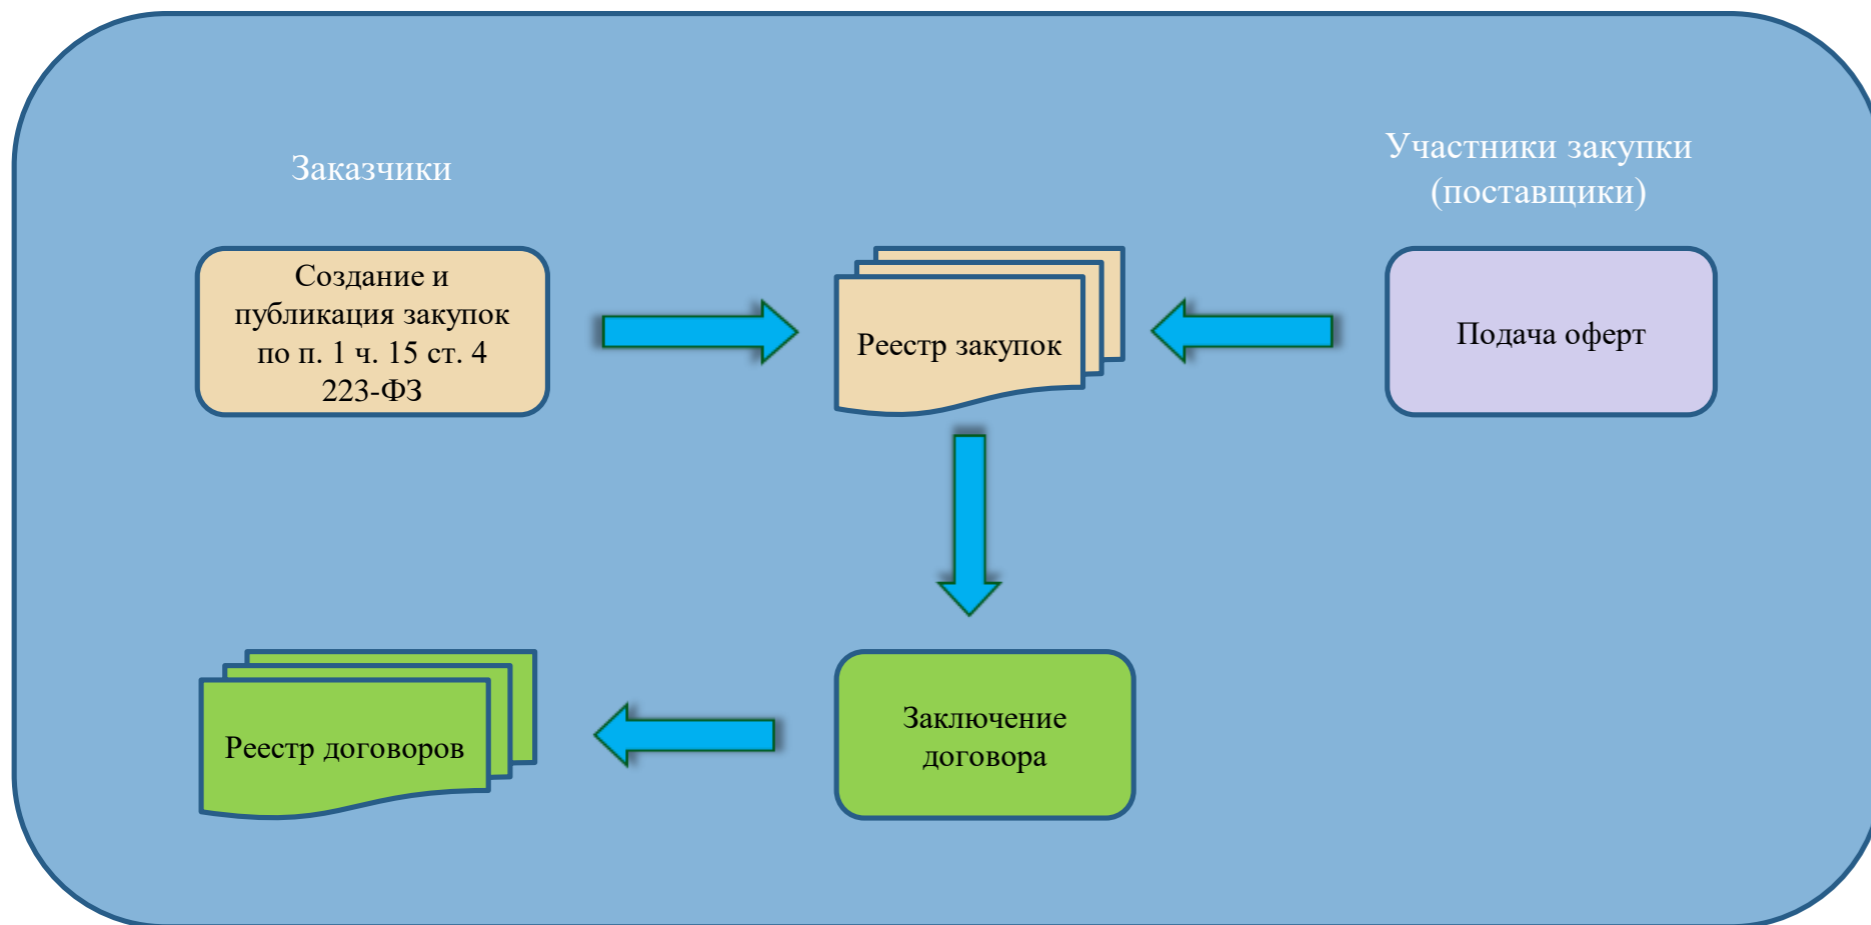 Заказчики
Участники закупки
(поставщики)
Создание и
публикация закупок
по п. 1 ч. 15 ст. 4
223-ФЗ
Реестр закупок
Подача оферт
Реестр договоров
Заключение
договора